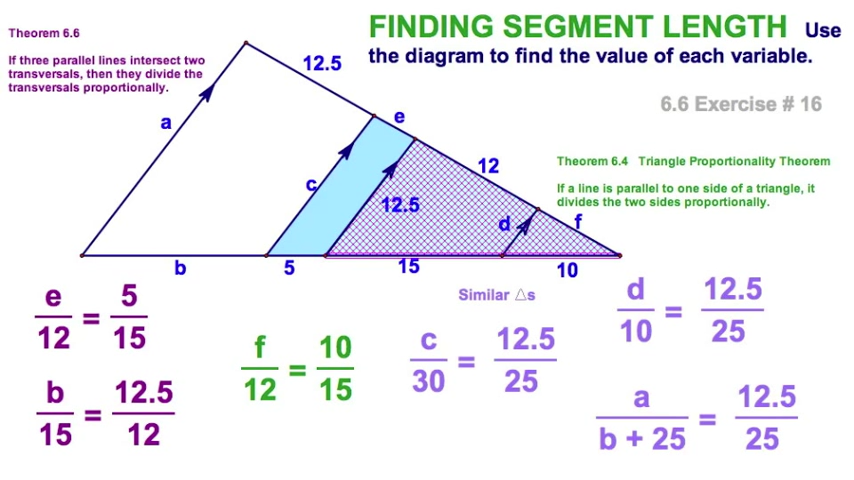 Theorem 6.6
If three parallel lines intersect two
transversals, then they divide the
transversals proportionally.
FINDING SEGMENT LENGTH Use
the diagram to find the value of each variable.
6.6 Exercise # 16
Theorem 6.4 Triangle Proportionality Theorem
If a line is parallel to one side of a triangle, it
divides the two sides proportionally.
12.5
a
e
c
12
12.5
d
f
b
5
15
10
Similar △s
e/12 = 5/15
b/15 = 12.5/12
f/12 = 10/15
c/30 = 12.5/25
d/10 = 12.5/25
a/b + 25 = 12.5/25